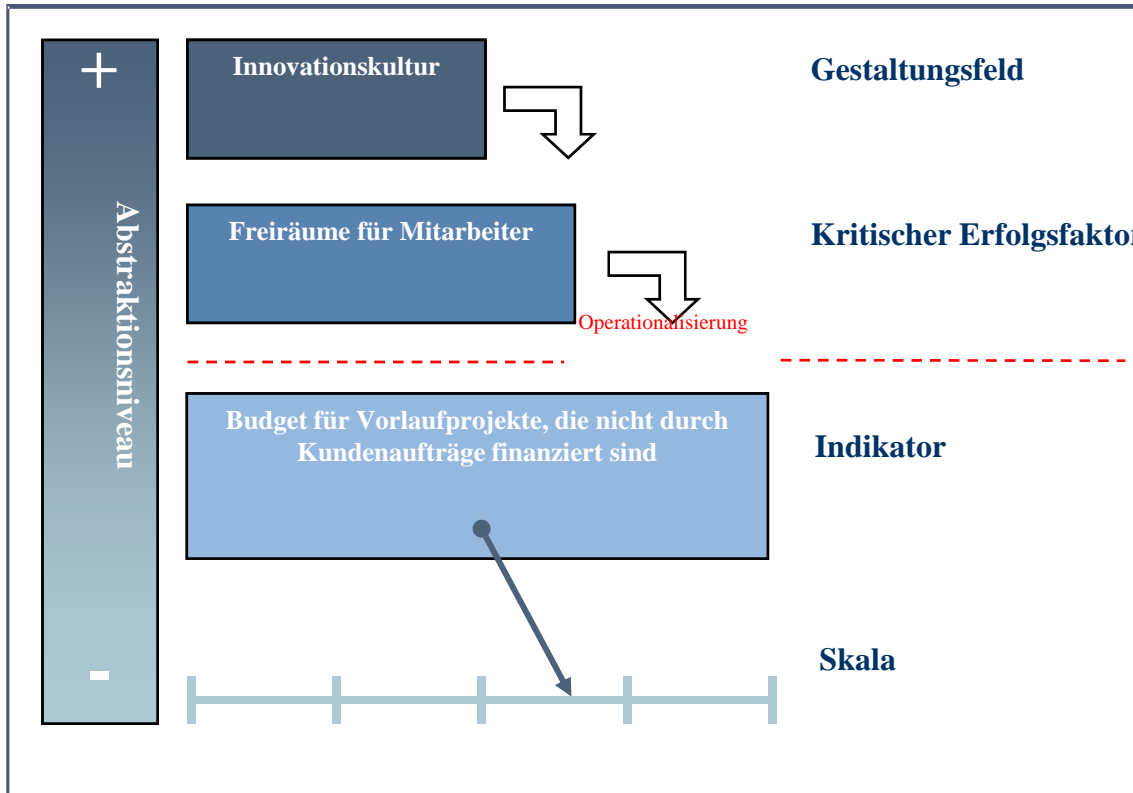 +
Innovationskultur
Gestaltungsfeld
Abstraktionsniveau
Freiräume für Mitarbeiter
Kritischer Erfolgsfaktor
Operationalisierung
Budget für Vorlaufprojekte, die nicht durch
Kundenaufträge finanziert sind
Indikator
Skala
-